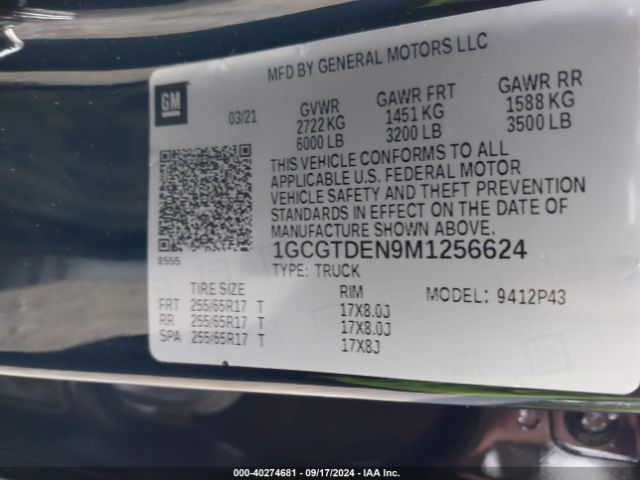 MFD BY GENERAL MOTORS LLC
GM
03/21
GVWR
2722 KG
6000 LB
GAWR FRT
1451 KG
3200 LB
GAWR RR
1588 KG
3500 LB
THIS VEHICLE CONFORMS TO ALL
APPLICABLE U.S. FEDERAL MOTOR
VEHICLE SAFETY AND THEFT PREVENTION
STANDARDS IN EFFECT ON THE DATE OF
MANUFACTURE SHOWN ABOVE.
8555
1GCGTDEN9M1256624
TYPE: TRUCK
TIRE SIZE
RIM
MODEL: 9412P43
FRT 255/65R17 T 17X8.0J
RR 255/65R17 T 17X8.0J
SPA 255/65R17 T 17X8J
000-40274681 - 09/17/2024 - IAA Inc.